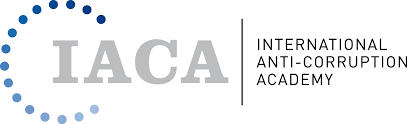 IACA
INTERNATIONAL
ANTI-CORRUPTION
ACADEMY